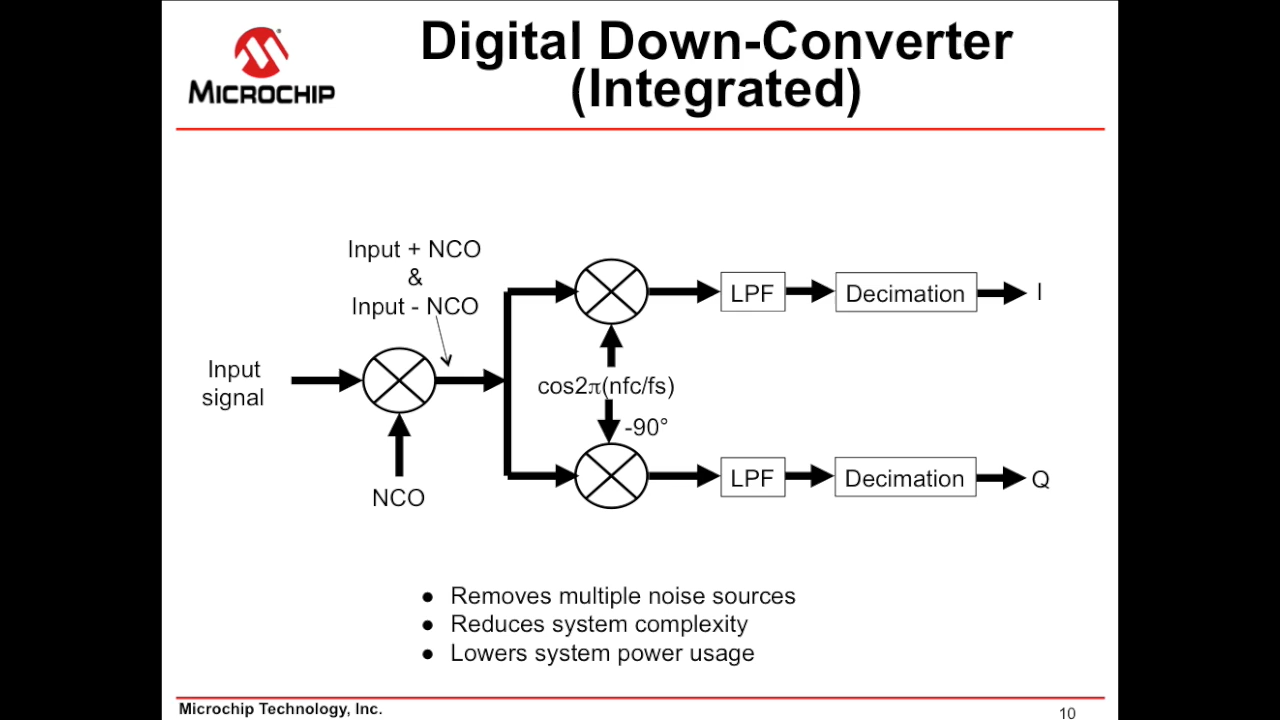 MICROCHIP
Digital Down-Converter
(Integrated)
Input + NCO
&
Input - NCO
Input
signal
NCO
cos2π(nfc/fs)
-90°
LPF
Decimation
I
LPF
Decimation
Q
● Removes multiple noise sources
● Reduces system complexity
● Lowers system power usage
Microchip Technology, Inc.
10